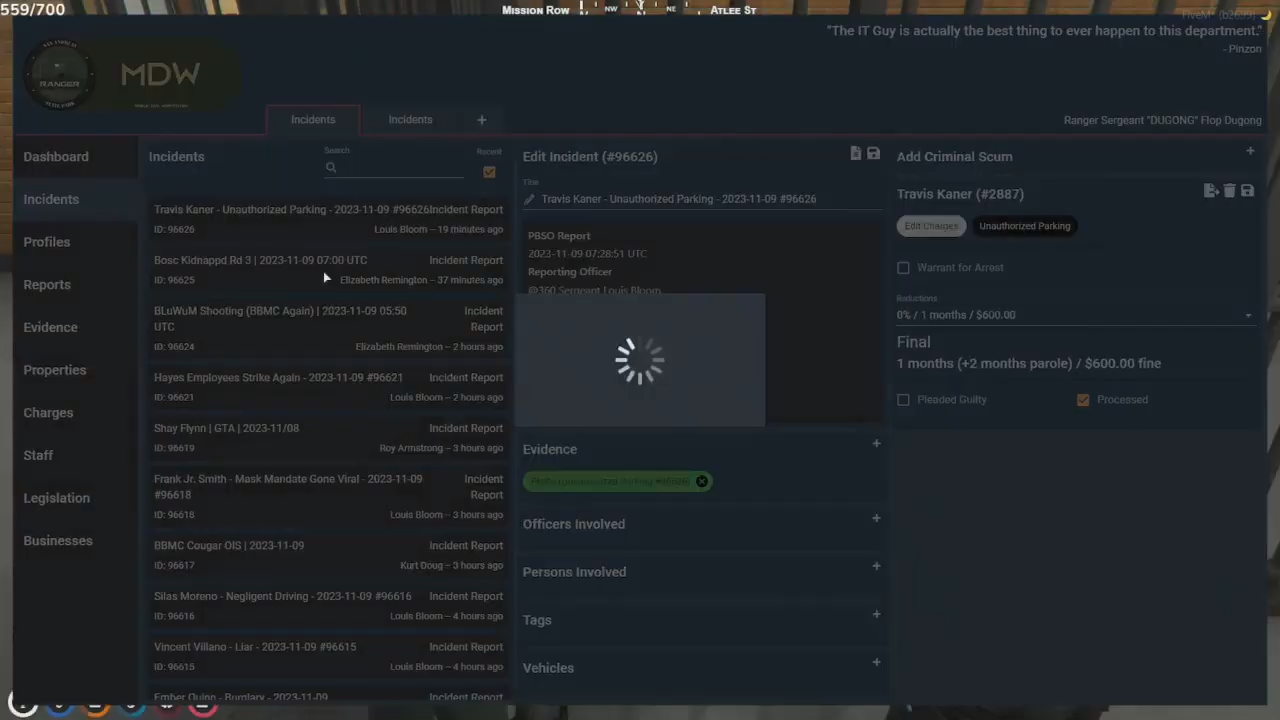 559/700
MISSION ROW
NW
N
NE
ATLEE ST
FiveM
"The IT Guy is actually the best thing to ever happen to this department."
- Pinzon
RANGER
MDW
Incidents
Incidents
+
Ranger Sergeant "DUGONG" Flop Dugong
Dashboard
Incidents
Profiles
Reports
Evidence
Properties
Charges
Staff
Legislation
Businesses
Incidents
Search
Recent
Travis Kaner - Unauthorized Parking - 2023-11-09 #96626 Incident Report
ID: 96626 Louis Bloom – 19 minutes ago
Bosc Kidnappd Rd 3 | 2023-11-09 07:00 UTC Incident Report
ID: 96625 Elizabeth Remington – 37 minutes ago
BLuWuM Shooting (BBMC Again) | 2023-11-09 05:50 Incident
UTC Report
ID: 96624 Elizabeth Remington – 2 hours ago
Hayes Employees Strike Again - 2023-11-09 #96621 Incident Report
ID: 96621 Louis Bloom – 2 hours ago
Shay Flynn | GTA | 11/08 Incident Report
ID: 96619 Roy Armstrong – 3 hours ago
Frank Jr. Smith - Mask Mandate Gone Viral - 2023-11-09 Incident
#96618 Report
ID: 96618 Louis Bloom – 3 hours ago
BBMC Cougar OIS | 2023-11-09 Incident Report
ID: 96617 Kurt Doug – 3 hours ago
Silas Moreno - Negligent Driving - 2023-11-09 #96616 Incident Report
ID: 96616 Louis Bloom – 4 hours ago
Vincent Villano - Liar - 2023-11-09 #96615 Incident Report
ID: 96615 Louis Bloom – 4 hours ago
Ember Quinn - Burglary - 2023-11-09 Incident Report
Edit Incident (#96626)
Title
Travis Kaner - Unauthorized Parking - 2023-11-09 #96626
PBSO Report
2023-11-09 07:28:51 UTC
Reporting Officer
@360 Sergeant Louis Bloom
Evidence
Officers Involved
Persons Involved
Tags
Vehicles
Add Criminal Scum
Travis Kaner (#2887)
Edit Charges
Unauthorized Parking
Warrant for Arrest
Reductions
0% / 1 months / $600.00
Final
1 months (+2 months parole) / $600.00 fine
Pleaded Guilty
Processed